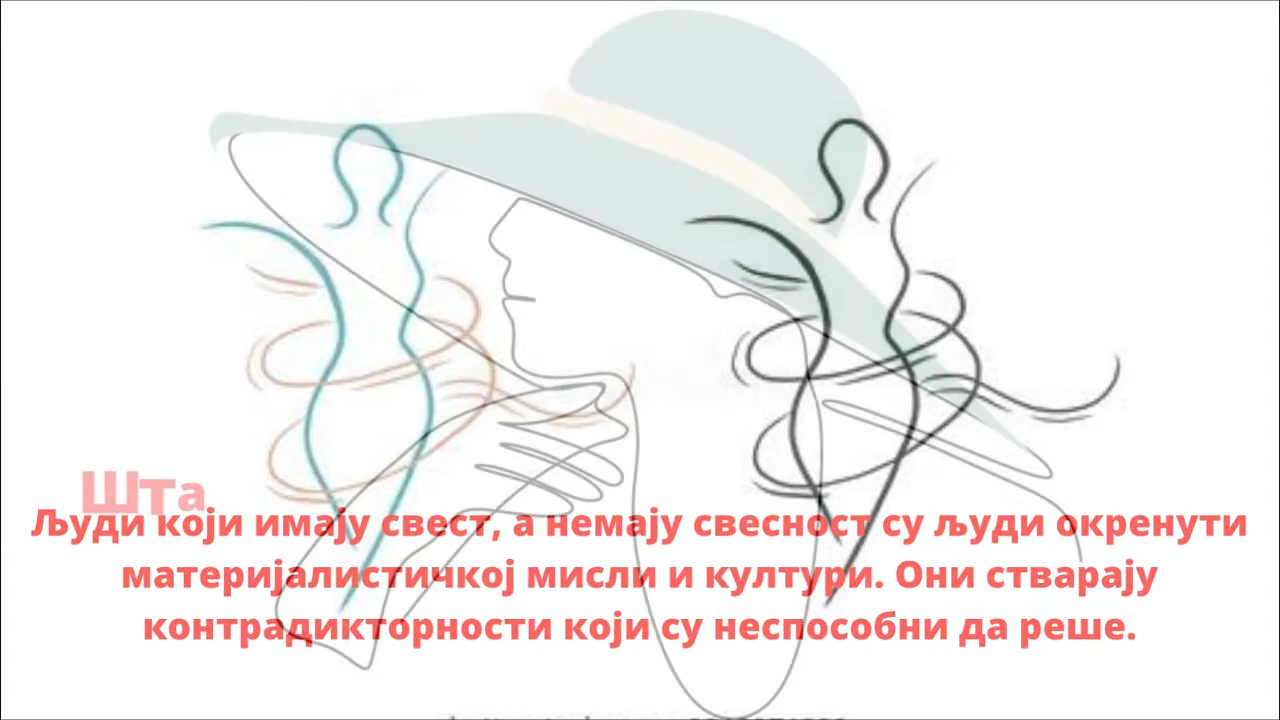 Шта
Људи који имају свест, а немају свесност су људи окренути
материјалистичкој мисли и култури. Они стварају
контрадикторности који су неспособни да реше.